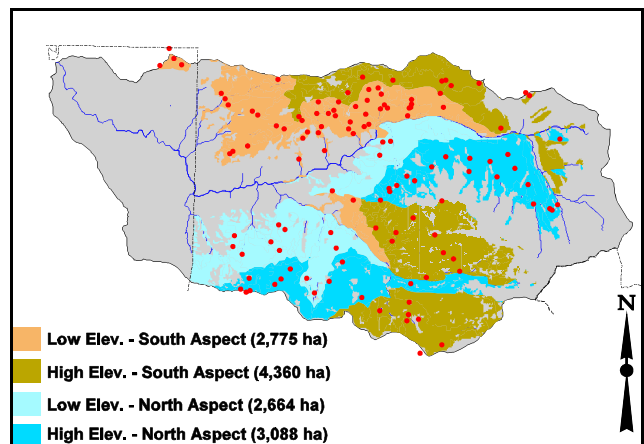 Low Elev. - South Aspect (2,775 ha)
High Elev. - South Aspect (4,360 ha)
Low Elev. - North Aspect (2,664 ha)
High Elev. - North Aspect (3,088 ha)
N